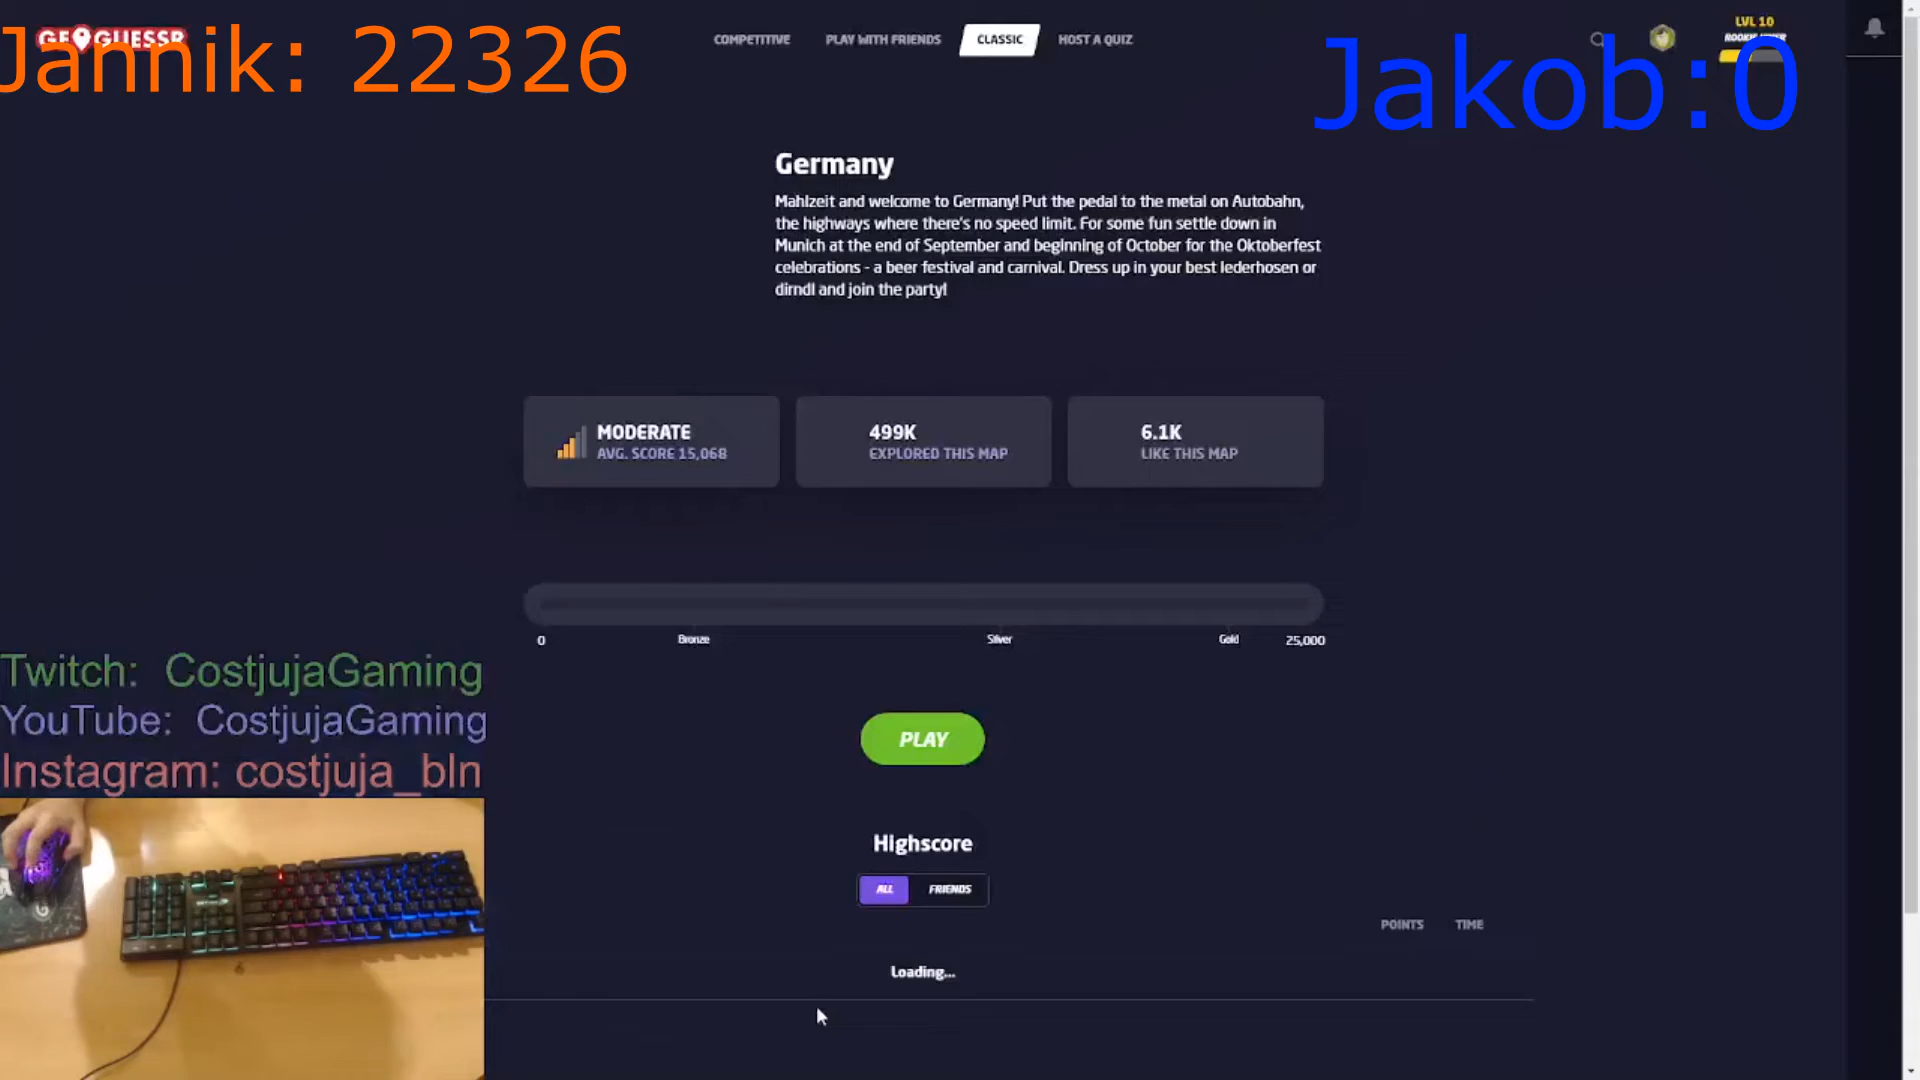 GEOGUESSR
Jannik: 22326
COMPETITIVE
PLAY WITH FRIENDS
CLASSIC
HOST A QUIZ
LVL 10
Jakob:0
Germany
Mahlzeit and welcome to Germany! Put the pedal to the metal on Autobahn,
the highways where there's no speed limit. For some fun settle down in
Munich at the end of September and beginning of October for the Oktoberfest
celebrations - a beer festival and carnival. Dress up in your best lederhosen or
dirndl and join the party!
MODERATE
AVG. SCORE 15,068
499K
EXPLORED THIS MAP
6.1K
LIKE THIS MAP
0
Bronze
Silver
Gold
25,000
Twitch: CostjujaGaming
YouTube: CostjujaGaming
Instagram: costjuja_bln
PLAY
Highscore
ALL
FRIENDS
POINTS
TIME
Loading...